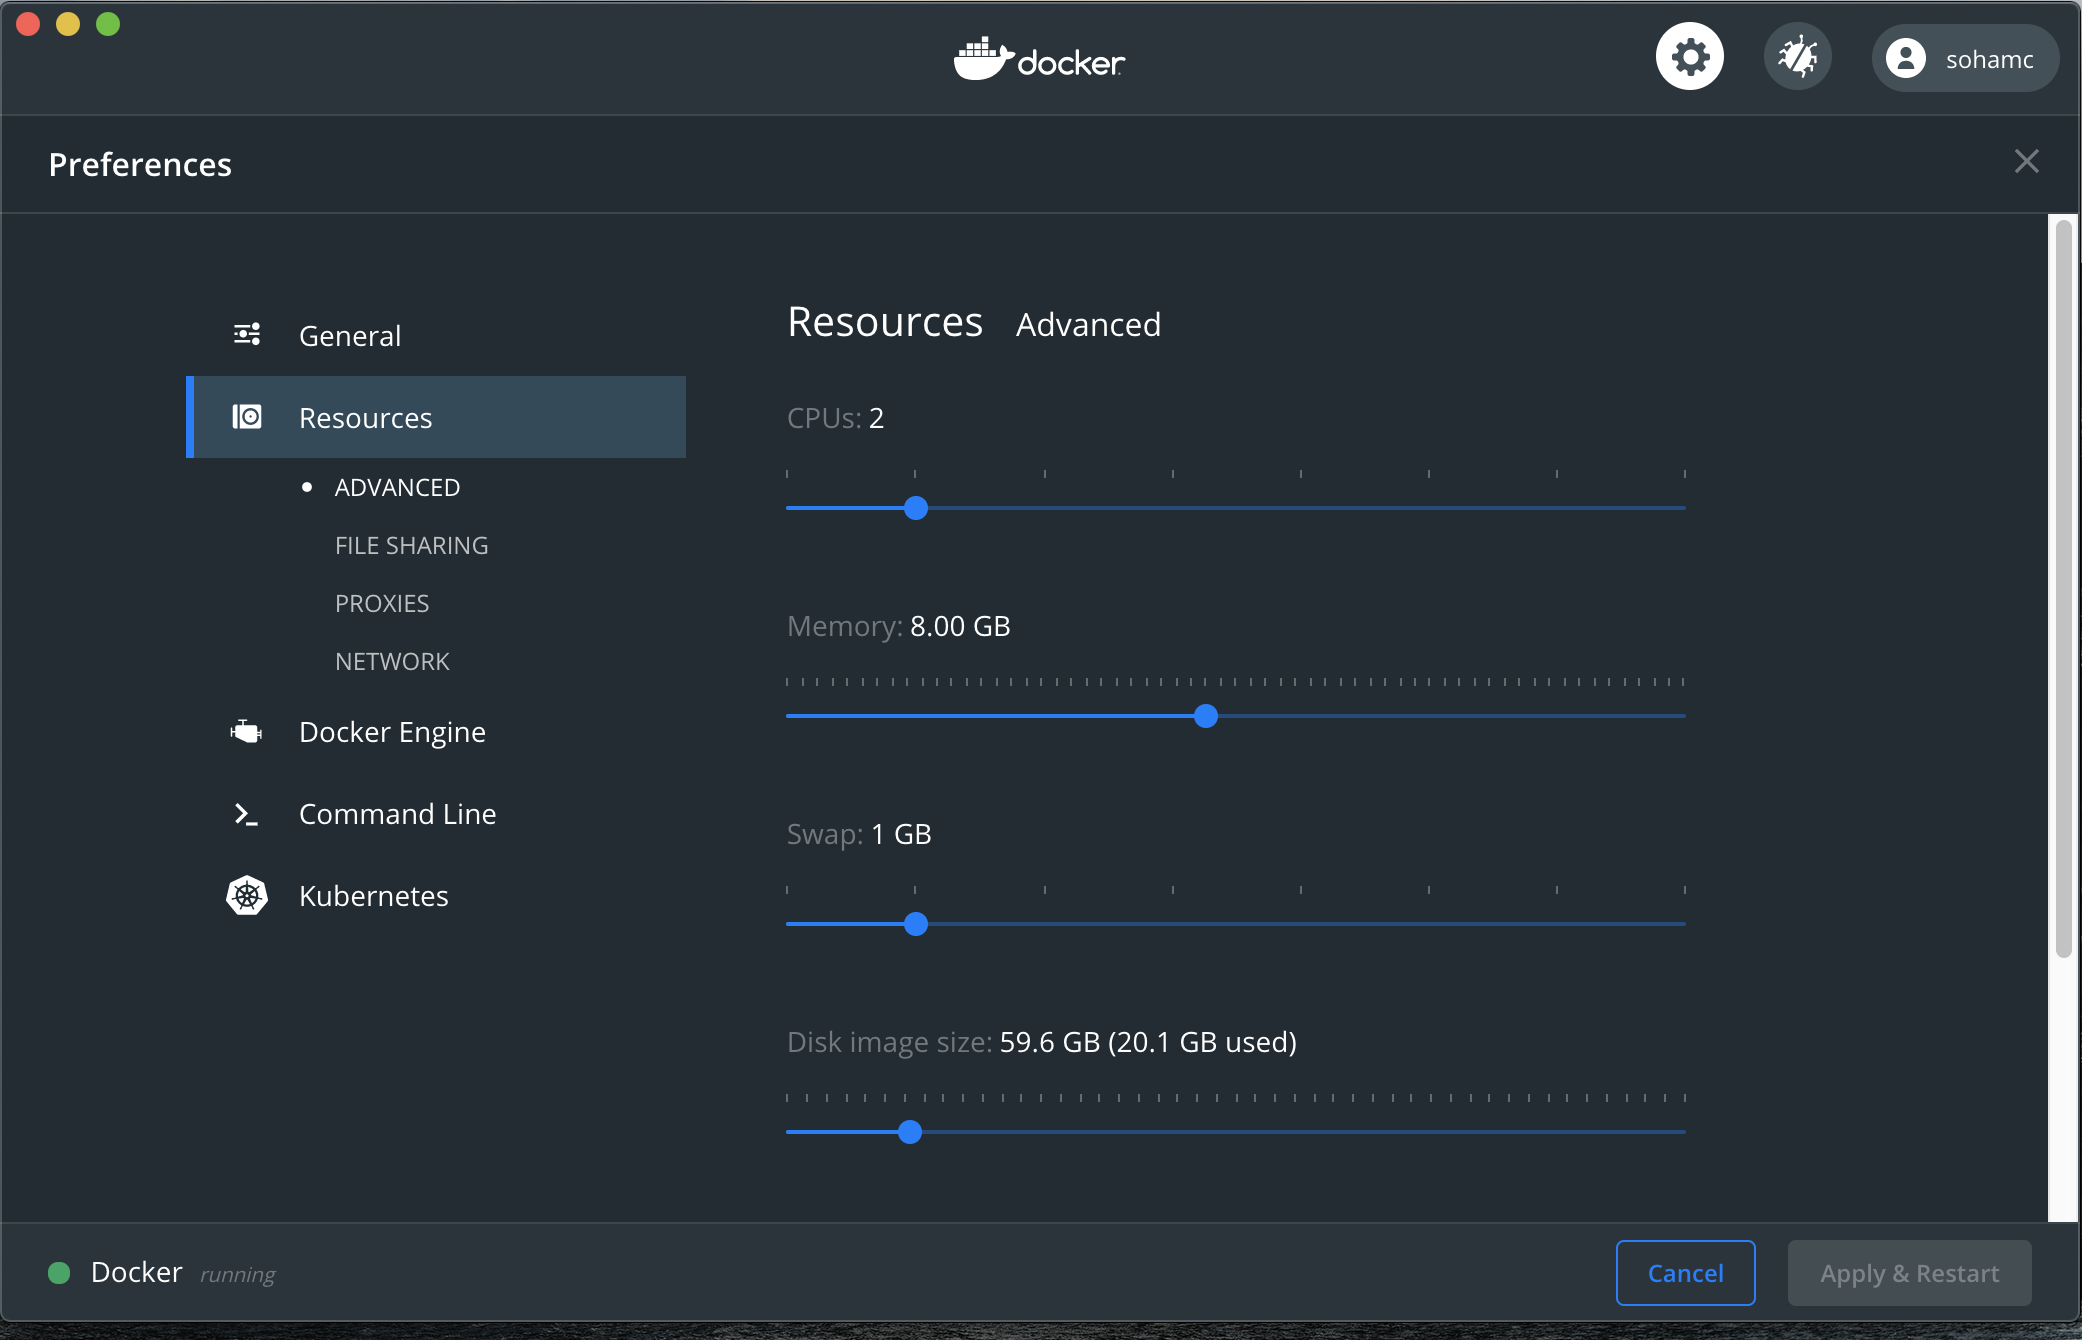 docker
sohamc
Preferences
General
Resources
ADVANCED
FILE SHARING
PROXIES
NETWORK
Docker Engine
Command Line
Kubernetes
Resources Advanced
CPUs: 2
Memory: 8.00 GB
Swap: 1 GB
Disk image size: 59.6 GB (20.1 GB used)
Docker running
Cancel
Apply & Restart